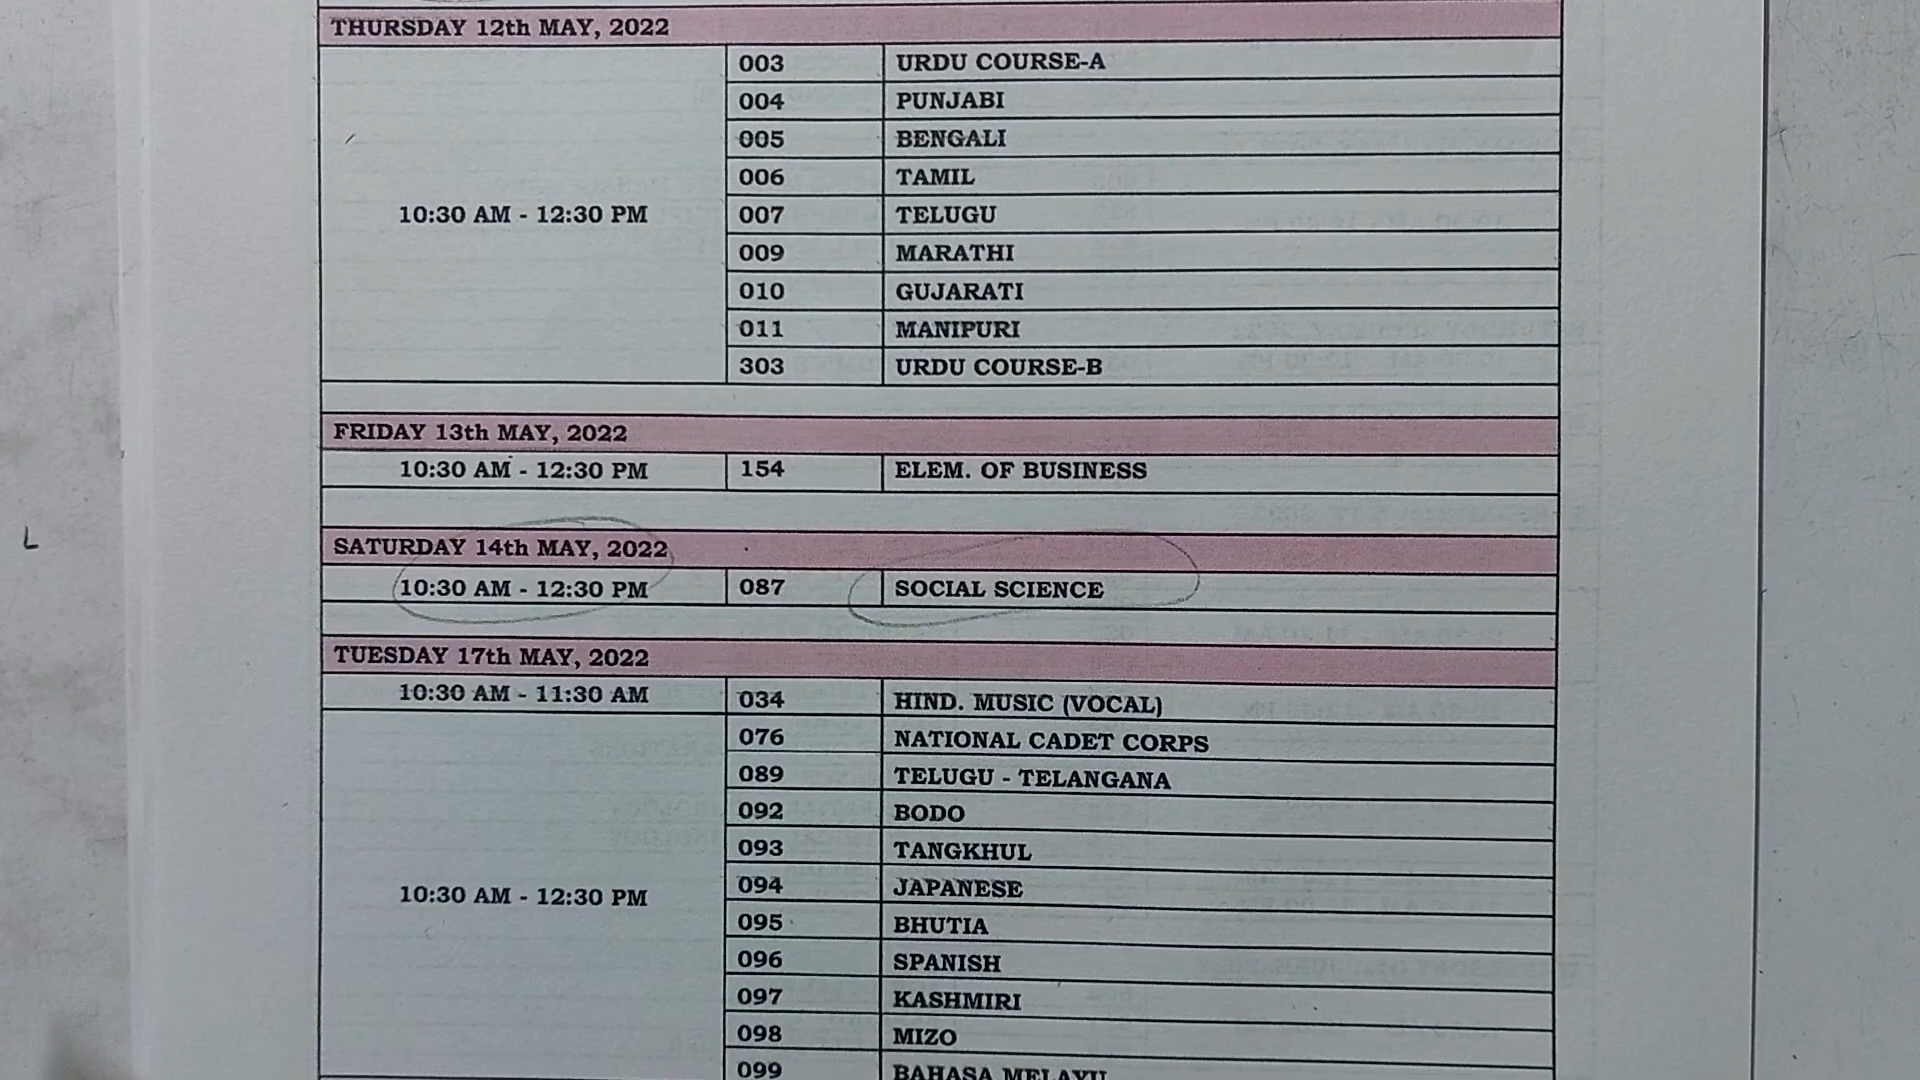 THURSDAY 12th MAY, 2022
003 URDU COURSE-A
004 PUNJABI
005 BENGALI
006 TAMIL
10:30 AM - 12:30 PM 007 TELUGU
009 MARATHI
010 GUJARATI
011 MANIPURI
303 URDU COURSE-B
FRIDAY 13th MAY, 2022
10:30 AM - 12:30 PM 154 ELEM. OF BUSINESS
SATURDAY 14th MAY, 2022
10:30 AM - 12:30 PM 087 SOCIAL SCIENCE
TUESDAY 17th MAY, 2022
10:30 AM - 11:30 AM 034 HIND. MUSIC (VOCAL)
076 NATIONAL CADET CORPS
089 TELUGU - TELANGANA
092 BODO
093 TANGKHUL
094 JAPANESE
10:30 AM - 12:30 PM 095 BHUTIA
096 SPANISH
097 KASHMIRI
098 MIZO
099 BAHASA MELAYU